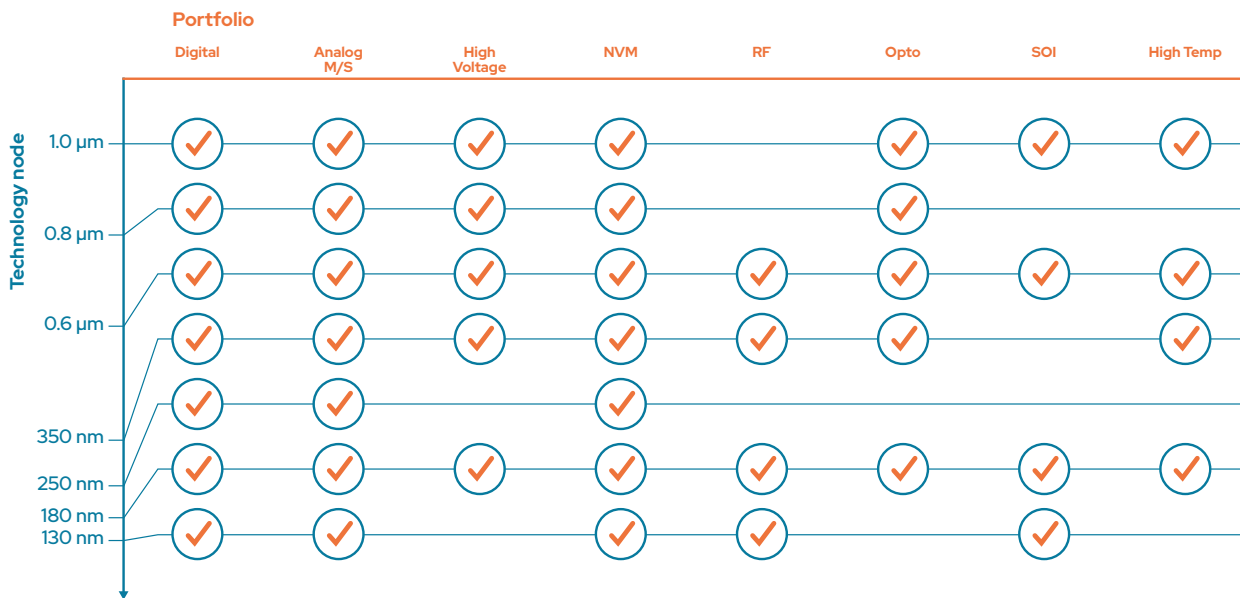 Portfolio
Digital
Analog
M/S
High
Voltage
NVM
RF
Opto
SOI
High Temp
Technology node
1.0 µm
0.8 µm
0.6 µm
350 nm
250 nm
180 nm
130 nm